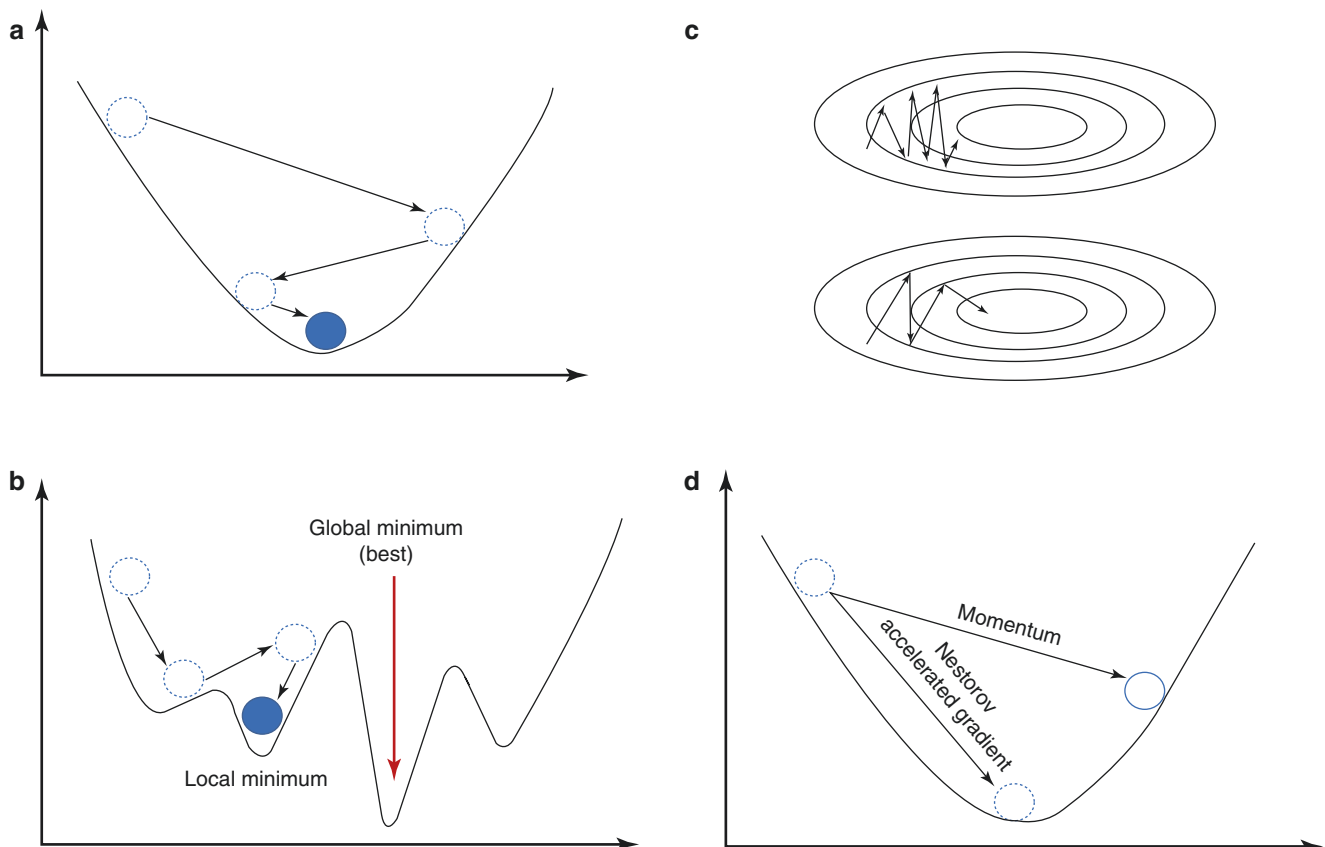 a
c
b
Global minimum
(best)
Local minimum
d
Momentum
Nestorov
accelerated gradient